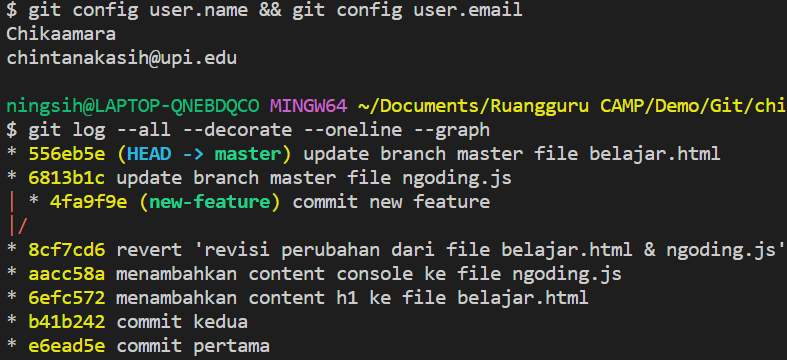 $ git config user.name && git config user.email
Chikaamara
chintanakasih@upi.edu
ningsih@LAPTOP-QNEBDQCO MINGW64 ~/Documents/Ruangguru CAMP/Demo/Git/chi
$ git log --all --decorate --oneline --graph
* 556eb5e (HEAD -> master) update branch master file belajar.html
* 6813b1c update branch master file ngoding.js
| * 4fa9f9e (new-feature) commit new feature
|/
* 8cf7cd6 revert 'revisi perubahan dari file belajar.html & ngoding.js'
* aacc58a menambahkan content console ke file ngoding.js
* 6efc572 menambahkan content h1 ke file belajar.html
* b41b242 commit kedua
* e6ead5e commit pertama